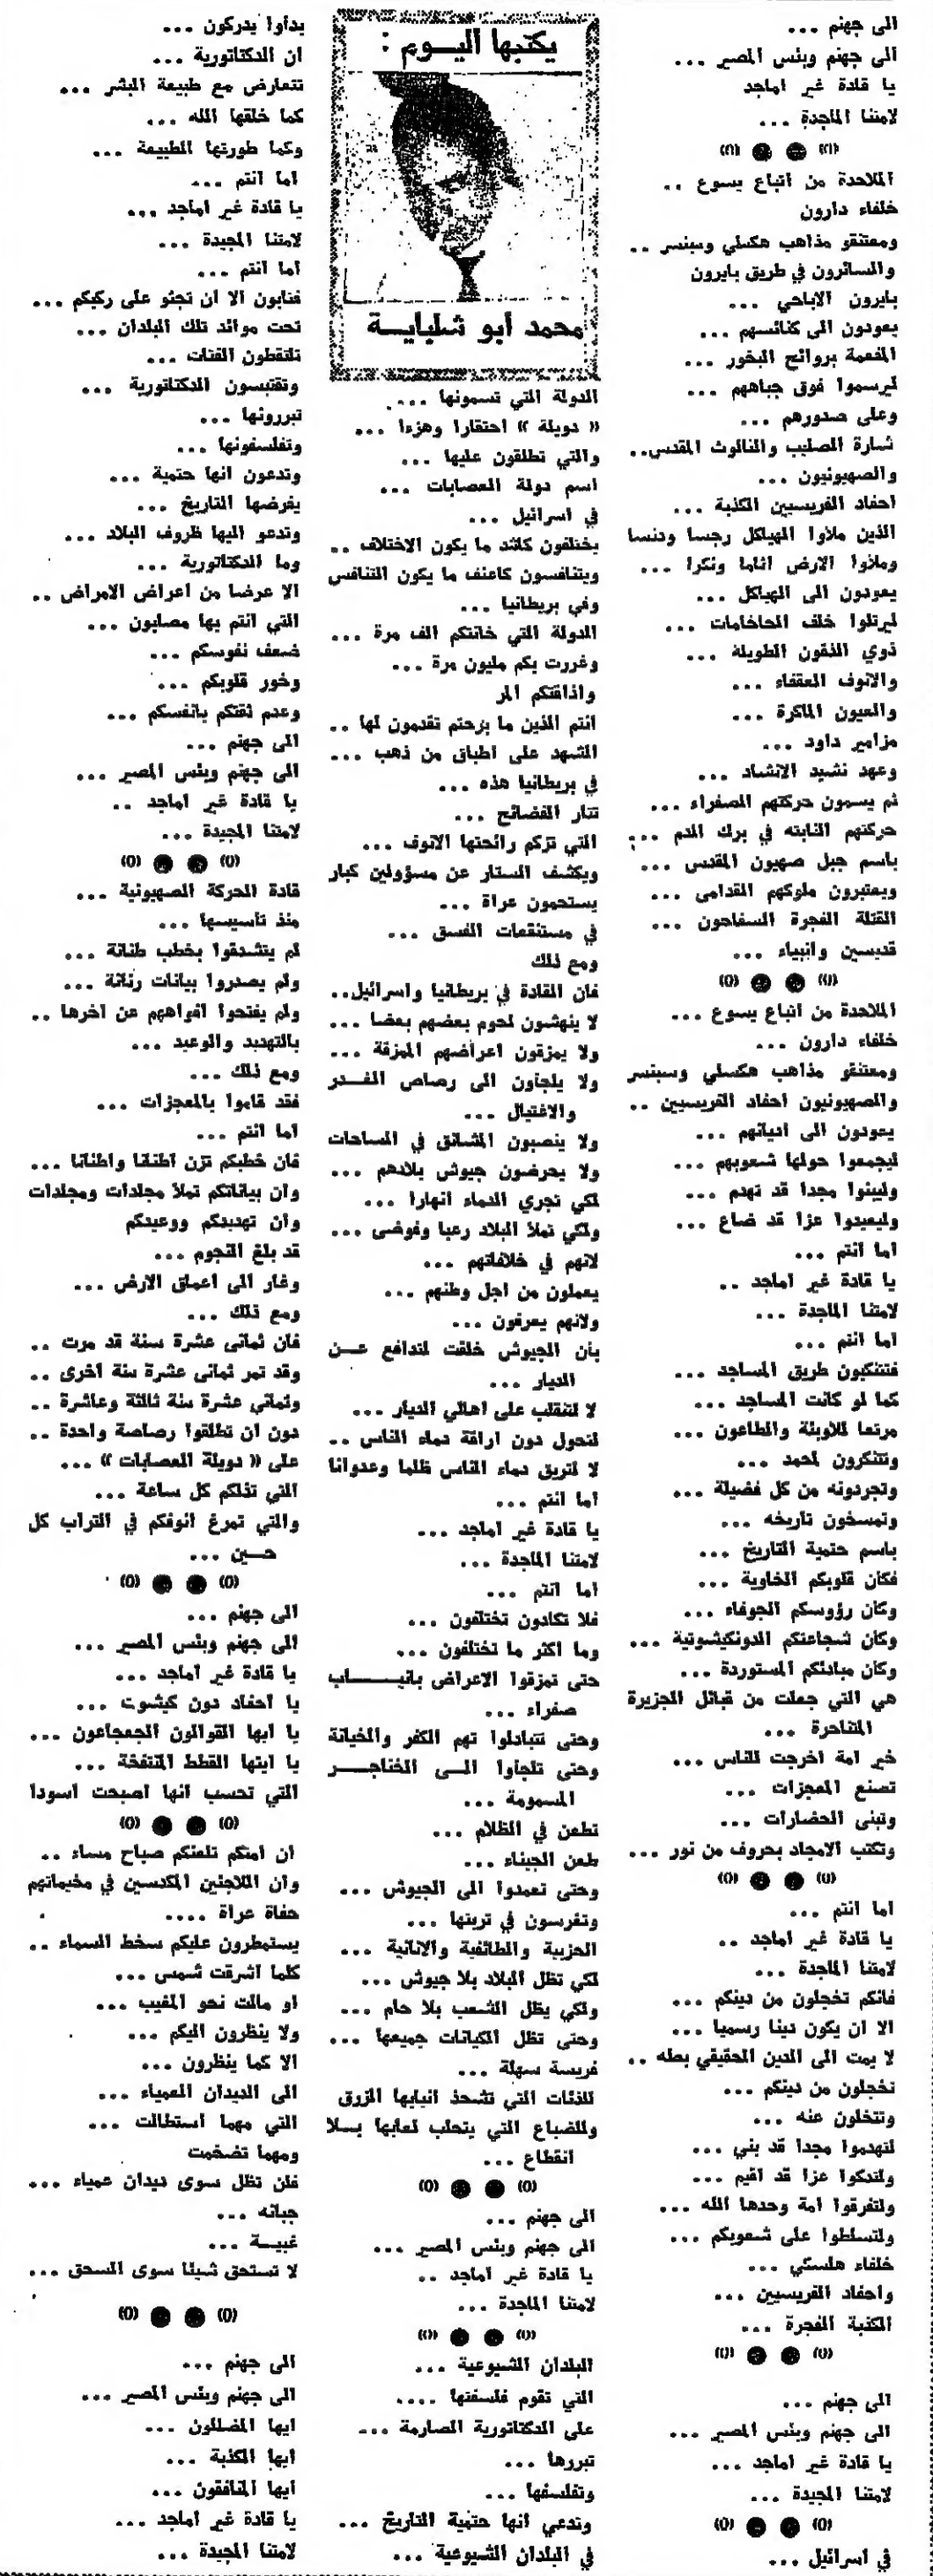 الى جهنم ...
الى جهنم وبئس المصير ...
يا قادة غير اماجد
لامتنا الماجدة ...
الملاحدة من اتباع يسوع ..
خلفاء دارون
ومعتنقو مذاهب هكسلي وسبنسر ..
والسائرون في طريق بايرون
بايرون الاباحي ...
يعودون الى كنائسهم ...
المفعمة بروائح البخور ...
ليرسموا فوق جباههم ...
وعلى صدورهم ...
شارة الصليب والثالوث المقدس..
والصهيونيون ...
احفاد الفريسيين الكذبة ...
الذين ملاوا الهياكل رجسا ودنسا
وملاوا الارض اثاما ونكرا ...
يعودون الى الهياكل ...
ليرتلوا خلف الحاخامات ...
ذوي الذقون الطويلة ...
والانوف العقفاء ...
والعيون الماكرة ...
مزامير داود ...
وعهد نشيد الانشاد ...
ثم يسمون حركتهم الصفراء ...
حركتهم النابته في برك الدم ...
باسم جبل صهيون المقدس ...
ويعتبرون ملوكهم القدامى ...
القتلة الفجرة السفاحون ...
قديسين وانبياء ...
الملاحدة من اتباع يسوع ...
خلفاء دارون ...
ومعتنقو مذاهب هكسلي وسبنسر
والصهيونيون احفاد الفريسيين ..
يعودون الى اديانهم ...
ليجمعوا حولها شعوبهم ...
وليبنوا مجدا قد تهدم ...
وليعيدوا عزا قد ضاع ...
اما انتم ...
يا قادة غير اماجد ..
لامتنا الماجدة ...
اما انتم ...
فتتنكبون طريق المساجد ...
كما لو كانت المساجد ...
مرتعا للاوبئة والطاعون ...
وتتنكرون لمحمد ...
وتجردونه من كل فضيلة ...
وتمسخون تاريخه ...
باسم حتمية التاريخ ...
فكان قلوبكم الخاوية ...
وكان رؤوسكم الجوفاء ...
وكان شجاعتكم الدونكيشوتية ...
وكان مبادئكم المستوردة ...
هي التي جعلت من قبائل الجزيرة
المتناحرة ...
خير امة اخرجت للناس ...
تصنع المعجزات ...
وتبنى الحضارات ...
وتكتب الامجاد بحروف من نور ...
اما انتم ...
يا قادة غير اماجد ..
لامتنا الماجدة ...
فانكم تخجلون من دينكم ...
الا ان يكون دينا رسميا ...
لا يمت الى الدين الحقيقي بصله ..
تخجلون من دينكم ...
وتتخلون عنه ...
لتهدموا مجدا قد بني ...
ولتدكوا عزا قد اقيم ...
ولتفرقوا امة وحدها الله ...
ولتسلطوا على شعوبكم ...
خلفاء هلسكي ...
واحفاد الفريسيين ...
الكذبة الفجرة ...
الى جهنم ...
الى جهنم وبئس المصير ...
يا قادة غير اماجد ...
لامتنا المجيدة ...
في اسرائيل ...
يكتبها اليـــوم :
محمد أبو شلبايـــة
الدولة التي تسمونها ...
« دويلة » احتقارا وهزءا ...
والتي تطلقون عليها ...
اسم دولة العصابات ...
في اسرائيل ...
يختلفون كاشد ما يكون الاختلاف ..
ويتنافسون كاعنف ما يكون التنافس
وفي بريطانيا ...
الدولة التي خانتكم الف مرة ...
وغررت بكم مليون مرة ...
واذاقتكم المر
انتم الذين ما برحتم تقدمون لها ..
الشهد على اطباق من ذهب ...
في بريطانيا هذه ...
تثار الفضائح ...
التي تزكم رائحتها الانوف ...
ويكشف الستار عن مسؤولين كبار
يستحمون عراة ...
في مستنقعات الفسق ...
ومع ذلك
فان القادة في بريطانيا واسرائيل..
لا ينهشون لحوم بعضهم بعضا ...
ولا يمزقون اعراضهم الممزقة ...
ولا يلجأون الى رصاص الغـــدر
والاغتيال ...
ولا ينصبون المشانق في الساحات
ولا يحرضون جيوش بلادهم ...
لكي تجري الدماء انهارا ...
ولكي تملا البلاد رعبا وفوضى ...
لانهم في خلافاتهم ...
يعملون من اجل وطنهم ...
ولانهم يعرفون ...
بأن الجيوش خلقت لتدافع عـــن
الديار ...
لا لتنقلب على اهالي الديار ...
لتحول دون اراقة دماء الناس ..
لا لتريق دماء الناس ظلما وعدوانا
اما انتم ...
يا قادة غير اماجد ...
لامتنا الماجدة ...
اما انتم ...
فلا تكادون تختلفون ...
وما اكثر ما تختلفون ...
حتى تمزقوا الاعراض بانيـــــاب
صفراء ...
وحتى تتبادلوا تهم الكفر والخيانة
وحتى تلجاوا الـــى الخناجـــــر
المسمومة ...
تطعن في الظلام ...
طعن الجبناء ...
وحتى تعمدوا الى الجيوش ...
وتغرسون في تربتها ...
الحزبية والطائفية والانانية ...
لكي تظل البلاد بلا جيوش ...
ولكي يظل الشعب بلا حام ...
وحتى تظل الكيانات جميعها ...
فريسة سهلة ...
للذئاب التي تشحذ انيابها الزرق
وللضباع التي يتحلب لعابها بـــلا
انقطاع ...
الى جهنم ...
الى جهنم وبئس المصير ...
يا قادة غير اماجد ..
لامتنا الماجدة ...
البلدان الشيوعية ...
التي تقوم فلسفتها ....
على الدكتاتورية الصارمة ...
تبررها ...
وتفلسفها ...
وتدعي انها حتمية التاريخ ...
في البلدان الشيوعية ...
بداوا يدركون ...
ان الدكتاتورية ...
تتعارض مع طبيعة البشر ...
كما خلقها الله ...
وكما طورتها الطبيعة ...
اما انتم ...
يا قادة غير اماجد ...
لامتنا المجيدة ...
اما انتم ...
فتابون الا ان تجثو على ركبكم ...
تحت موائد تلك البلدان ...
تلتقطون الفتات ...
وتقتبسون الدكتاتورية ...
تبررونها ...
وتفلسفونها ...
وتدعون انها حتمية ...
يفرضها التاريخ ...
وتدعو اليها ظروف البلاد ...
وما الدكتاتورية ...
الا عرضا من اعراض الامراض ..
التي انتم بها مصابون ...
ضعف نفوسكم ...
وخور قلوبكم ...
وعدم ثقتكم بانفسكم ...
الى جهنم ...
الى جهنم وبئس المصير ...
يا قادة غير اماجد ..
لامتنا المجيدة ...
قادة الحركة الصهيونية ...
منذ تاسيسها ...
لم يتشدقوا بخطب طنانة ...
ولم يصدروا بيانات رنانة ...
ولم يفتحوا افواههم عن اخرها ..
بالتهديد والوعيد ...
ومع ذلك ...
فقد قاموا بالمعجزات ...
اما انتم ...
فان خطبكم تزن اطنانا واطنانا ...
وان بياناتكم تملا مجلدات ومجلدات
وان تهديدكم ووعيدكم
قد بلغ النجوم ...
وغار الى اعماق الارض ...
ومع ذلك ...
فان ثمانى عشرة سنة قد مرت ..
وقد تمر ثمانى عشرة سنة اخرى ..
وثماني عشرة سنة ثالثة وعاشرة ..
دون ان تطلقوا رصاصة واحدة ..
على « دويلة العصابات » ...
التي تذلكم كل ساعة ...
والتي تمرغ انوفكم في التراب كل
حـــين ...
الى جهنم ...
الى جهنم وبئس المصير ...
يا قادة غير اماجد ...
يا احفاد دون كيشوت ...
يا ايها القوالون الجعجاعون ...
يا ايتها القطط المنتفخة ...
التي تحسب انها اصبحت اسودا
ان امتكم تلعنكم صباح مساء ..
وان اللاجئين المكدسين في مخيماتهم
حفاة عراة ....
يستمطرون عليكم سخط السماء ..
كلما اشرقت شمس ...
او مالت نحو المغيب ...
ولا ينظرون اليكم ...
الا كما ينظرون ...
الى الديدان العمياء ...
التي مهما استطالت ...
ومهما تضخمت
فلن تظل سوى ديدان عمياء ...
جبانه ...
غبيـــة ...
لا تستحق شيئا سوى السحق ...
الى جهنم ...
الى جهنم وبئس المصير ...
ايها المضللون ...
ايها الكذبة ...
ايها المنافقون ...
يا قادة غير اماجد ...
لامتنا المجيدة ...